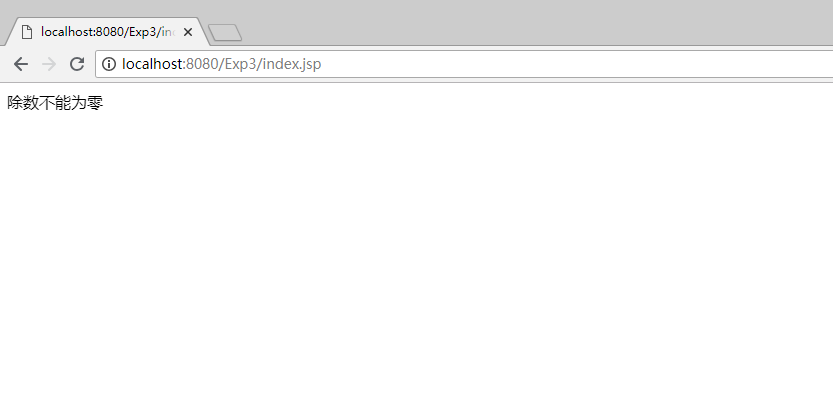 localhost:8080/Exp3/in
localhost:8080/Exp3/index.jsp
除数不能为零